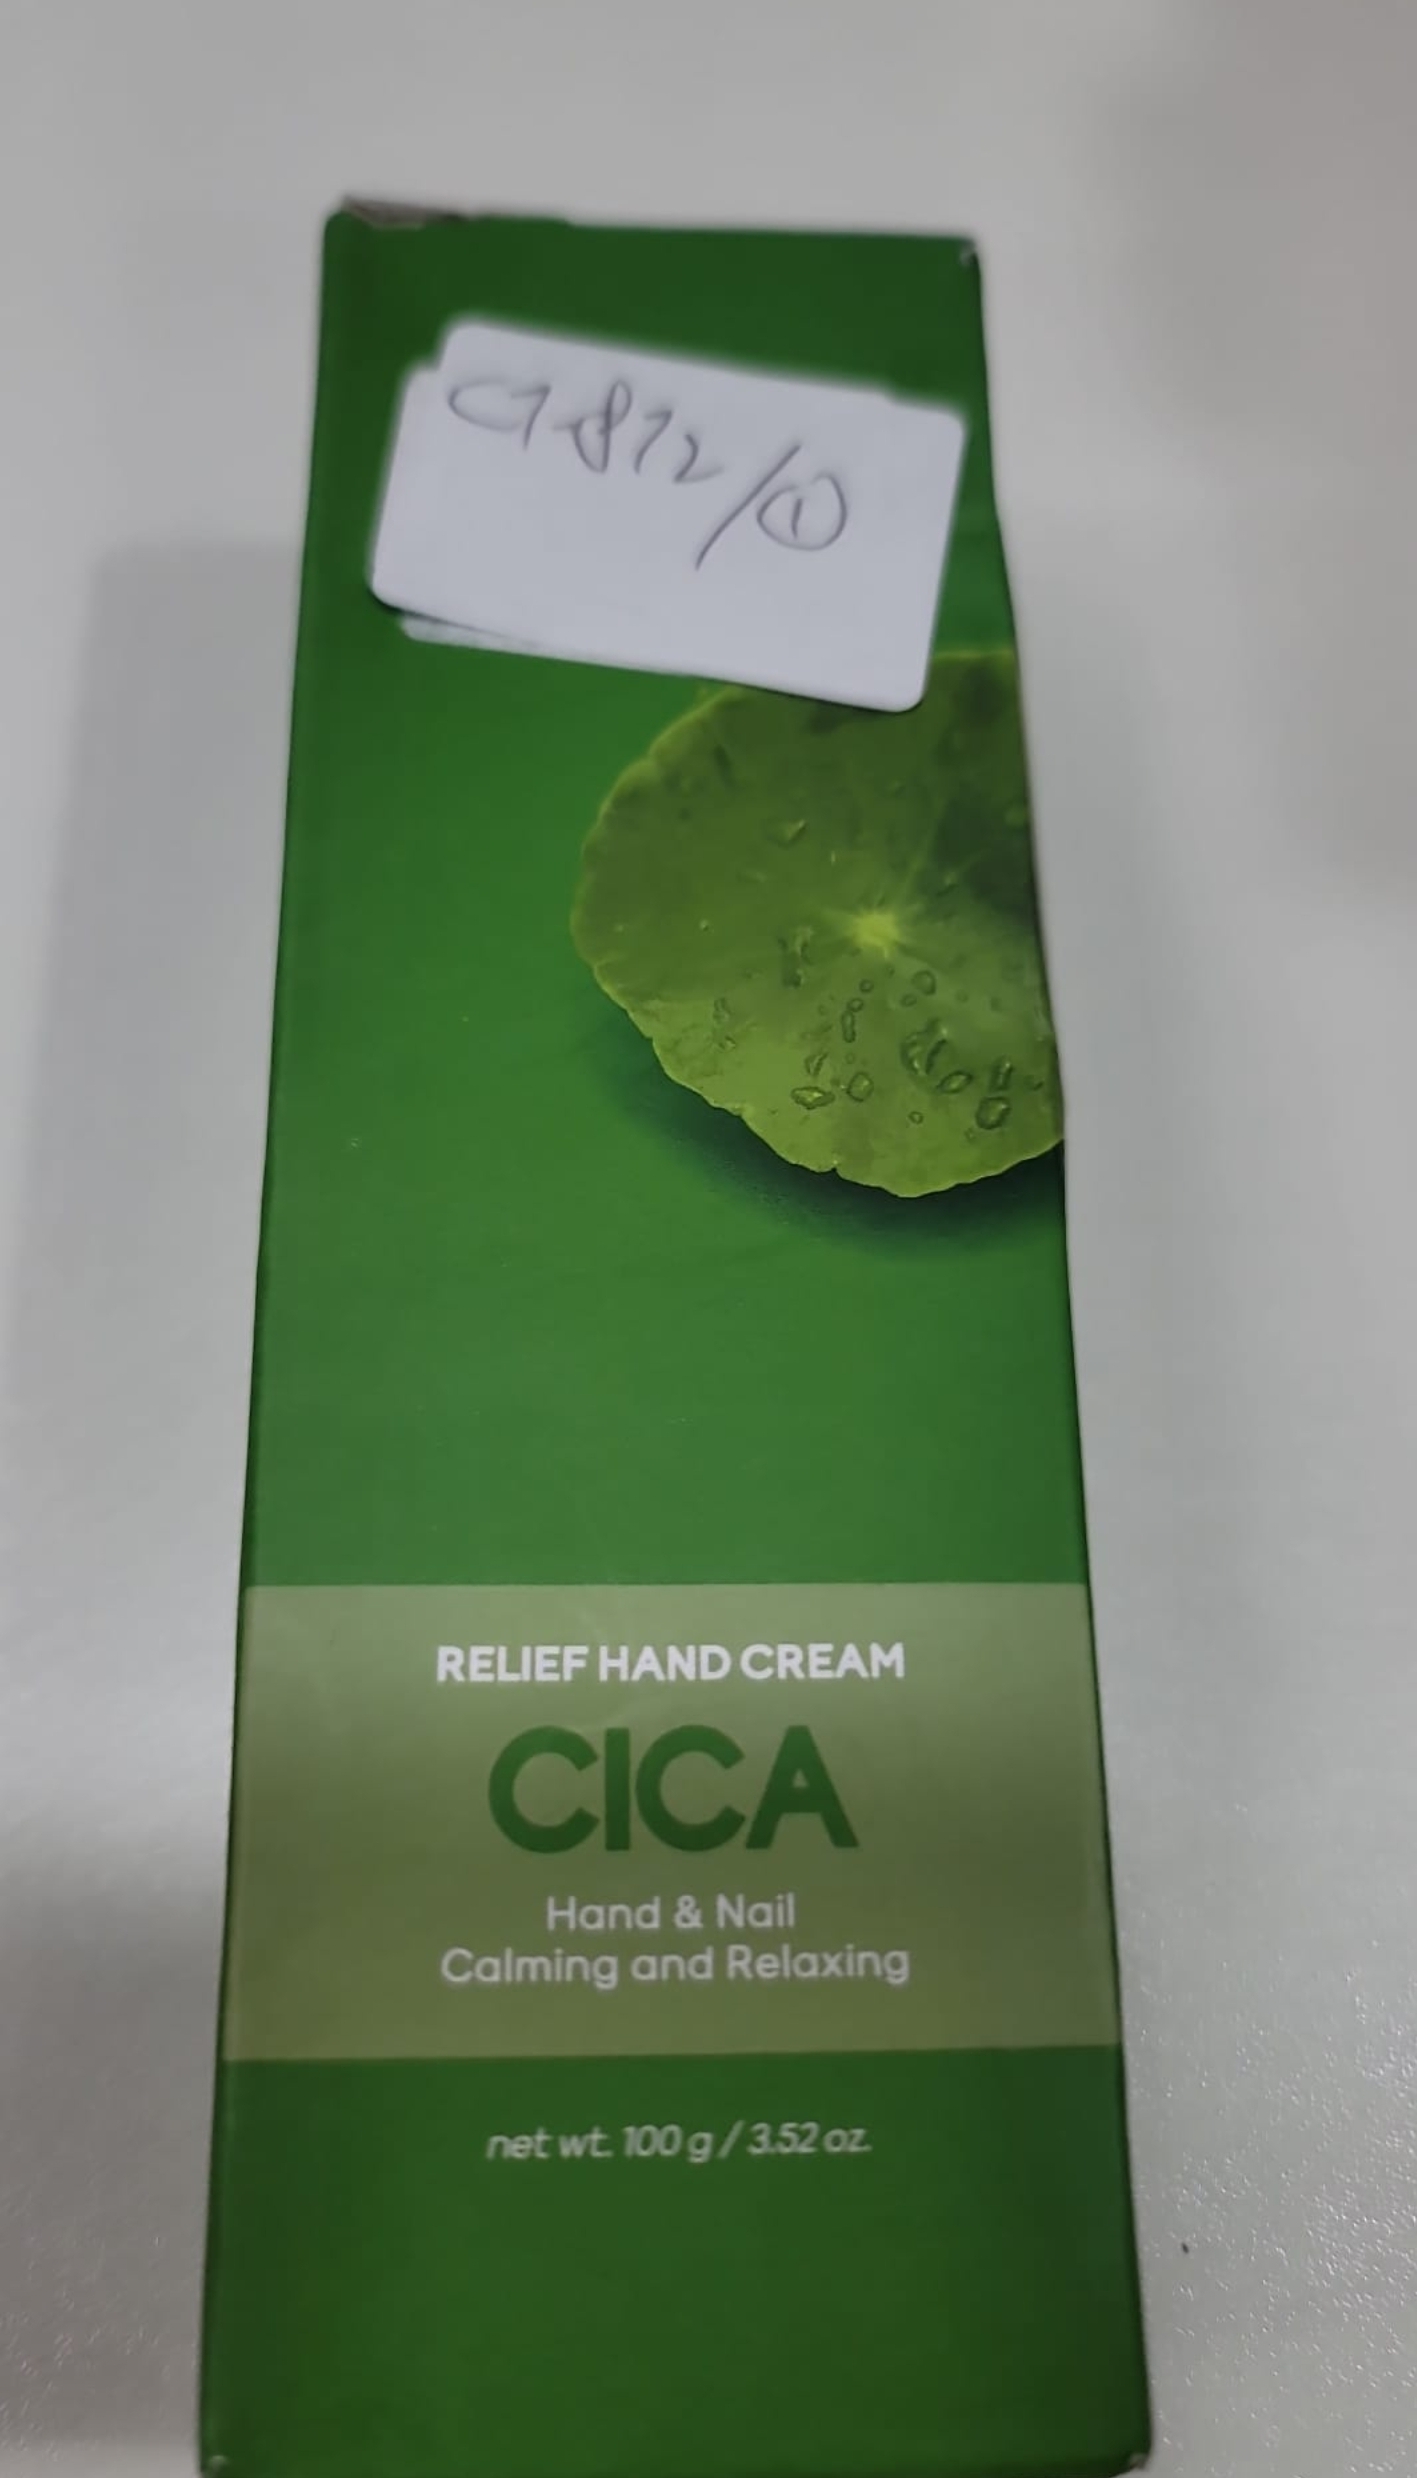 RELIEF HAND CREAM
CICA
Hand & Nail
Calming and Relaxing
net wt. 100 g / 3.52 oz.